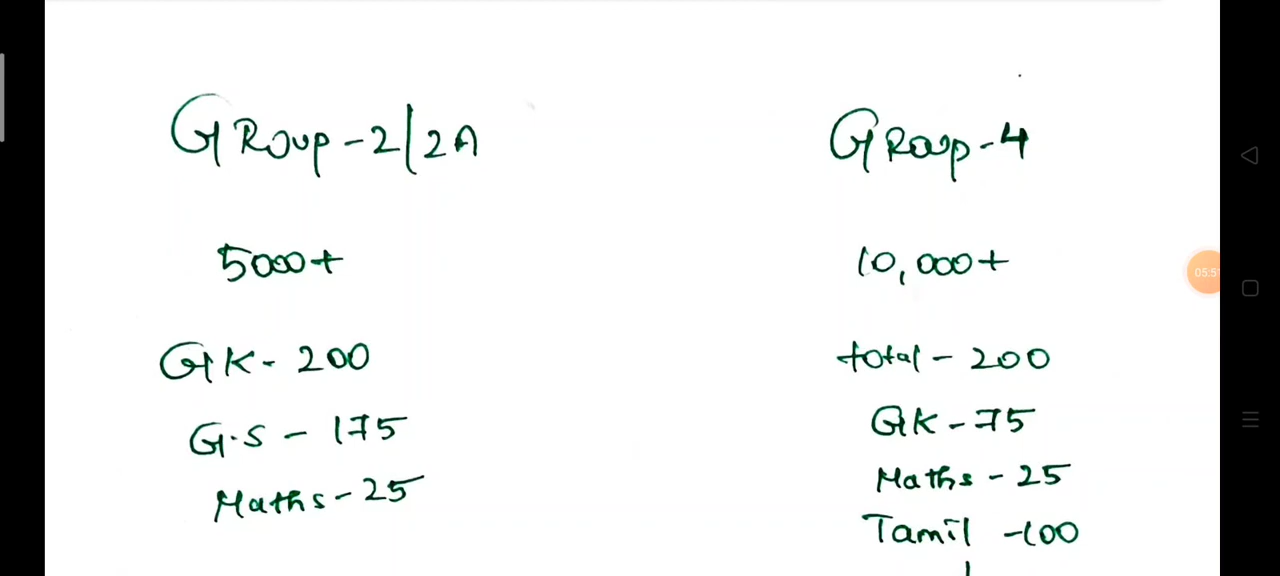 GROUP-2/2A
5000+
GK- 200
G.S - 175
Maths - 25
GROUP-4
10,000+
total - 200
GK - 75
Maths - 25
Tamil -100